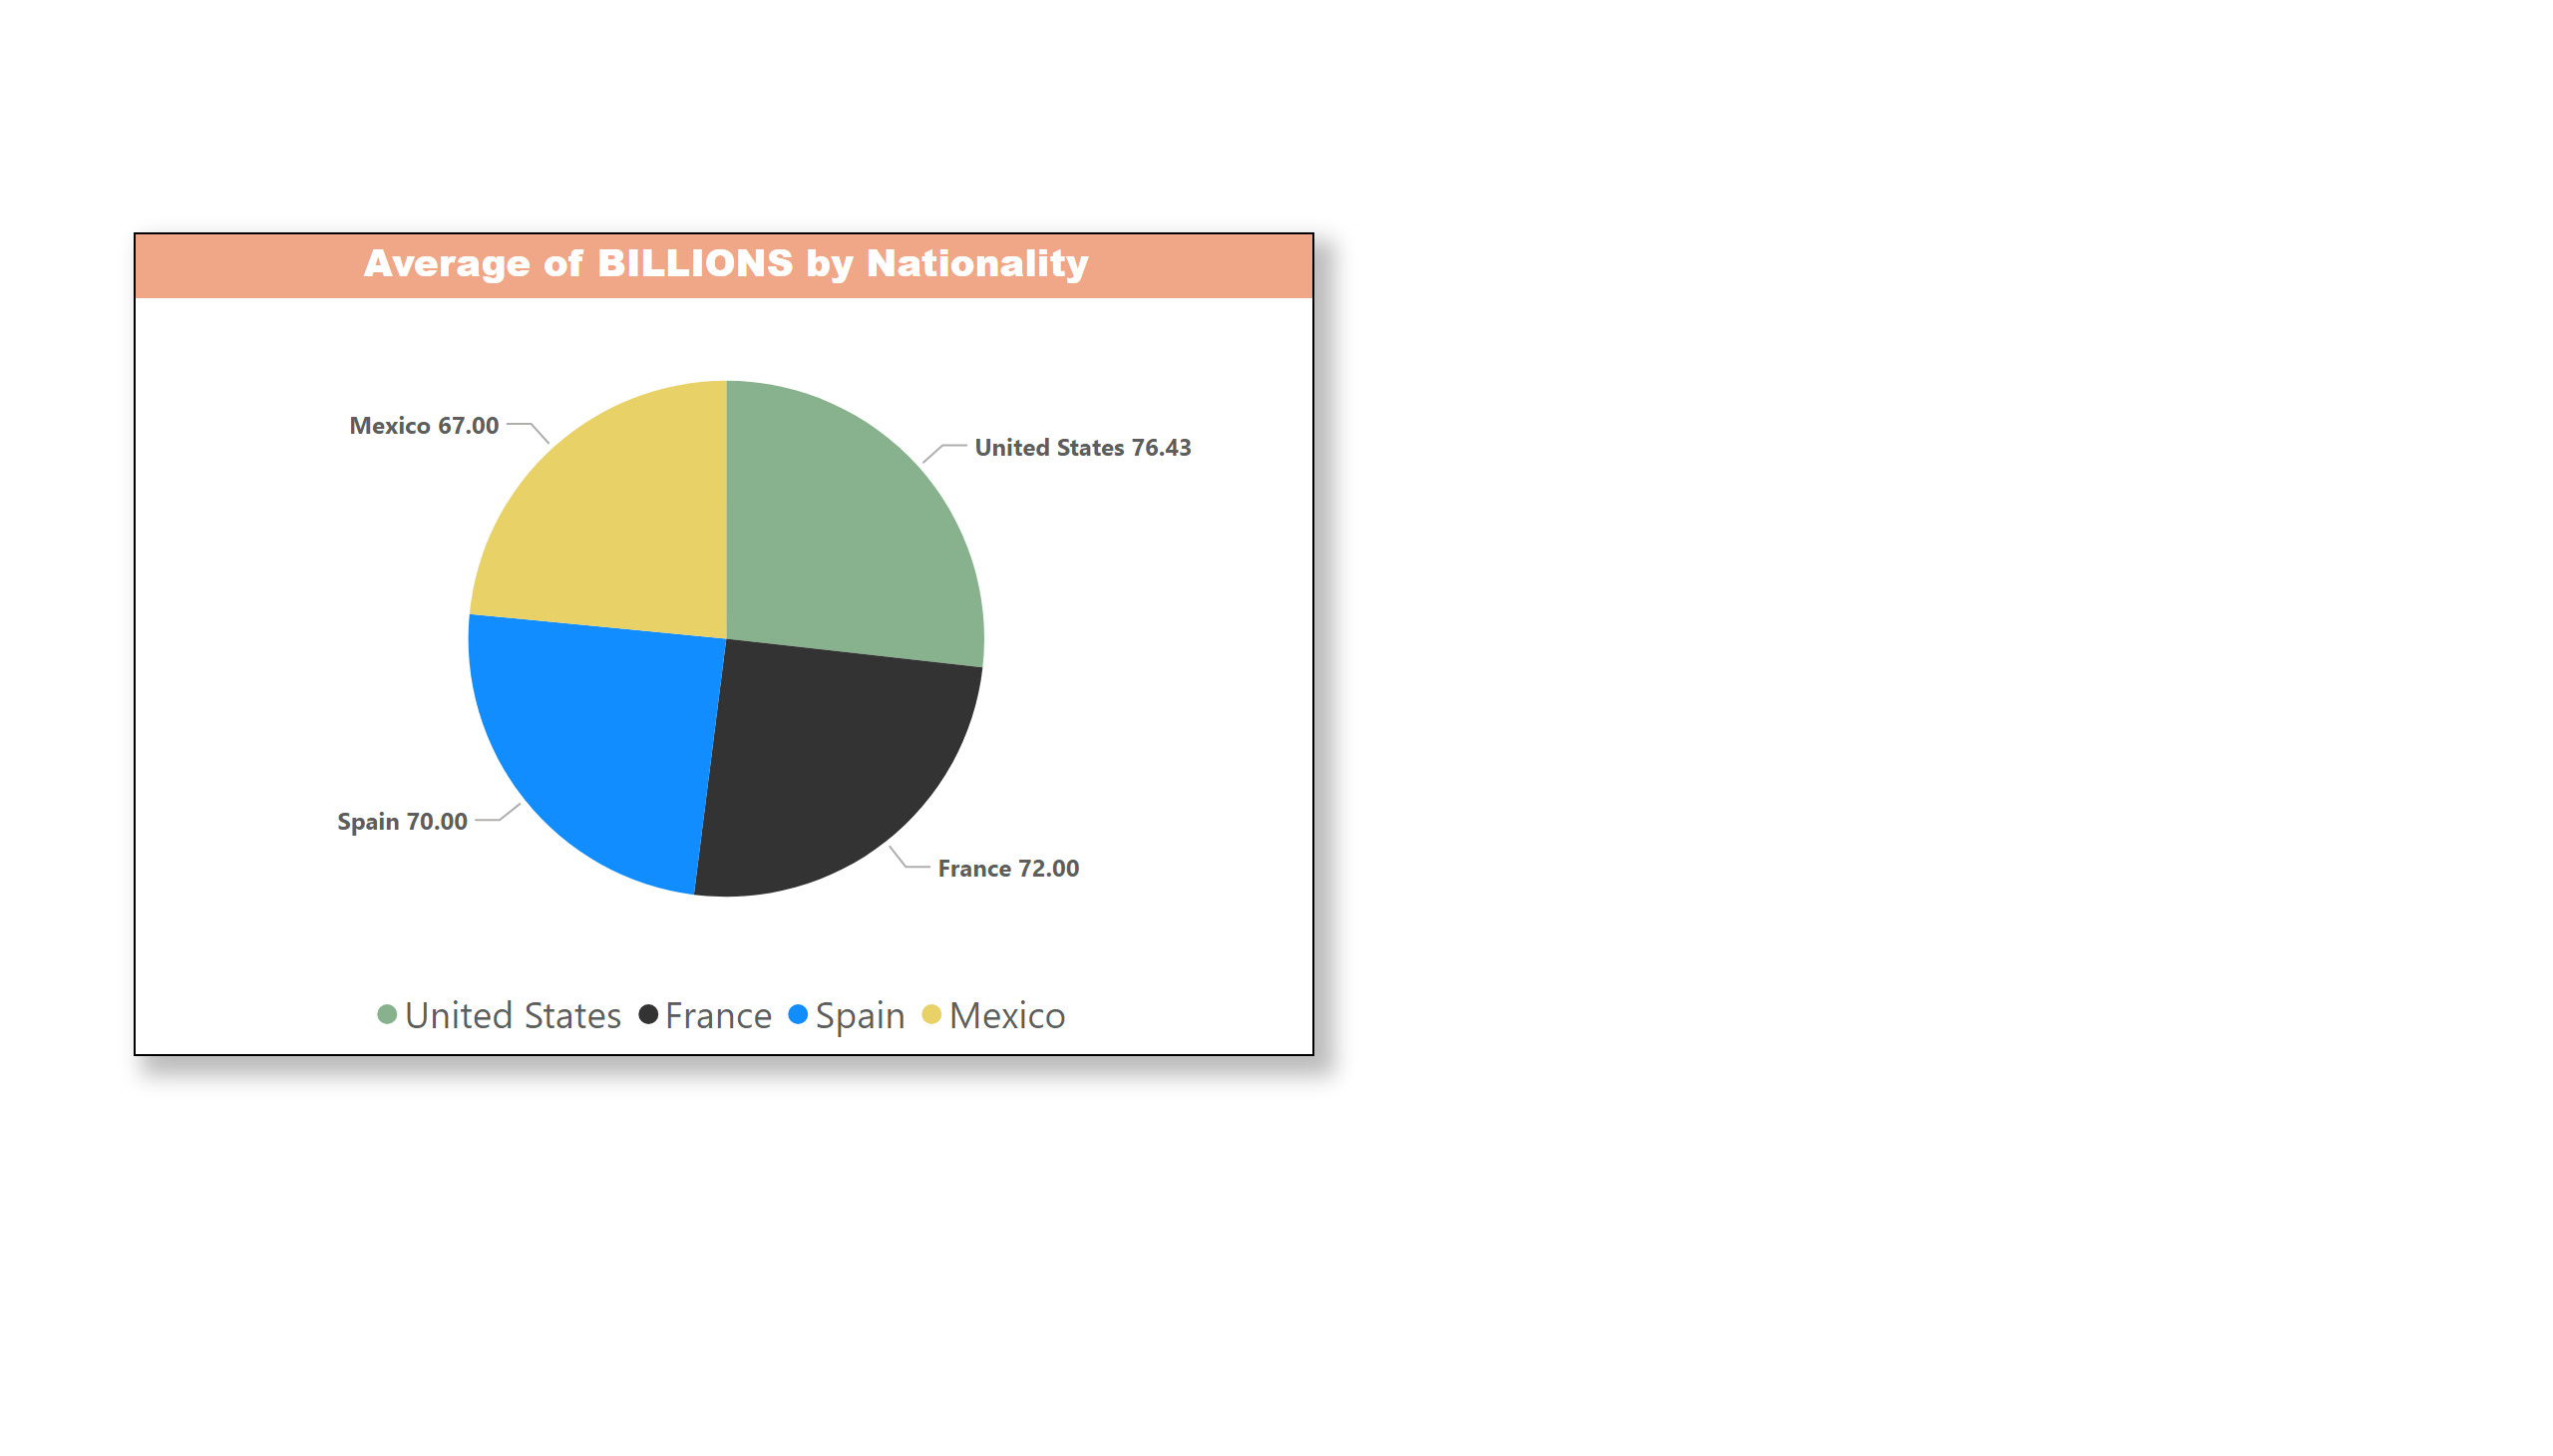 Average of BILLIONS by Nationality
Mexico 67.00
United States 76.43
Spain 70.00
France 72.00
United States France Spain Mexico